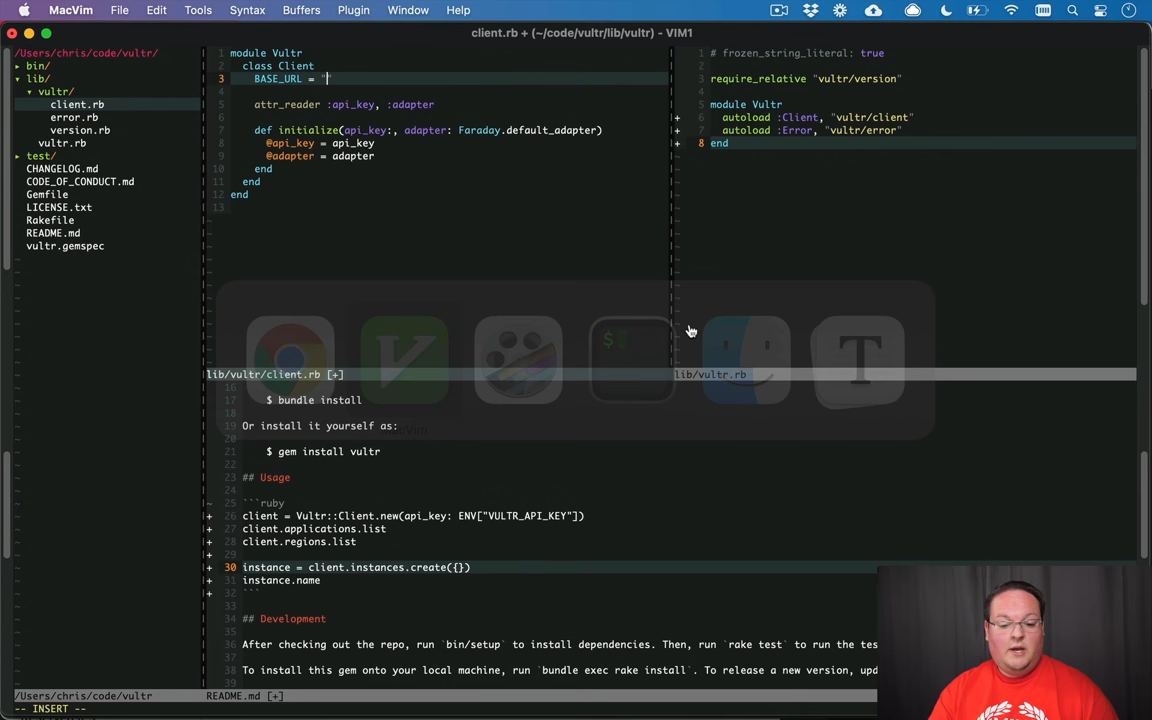 MacVim File Edit Tools Syntax Buffers Plugin Window Help
client.rb + (~/code/vultr/lib/vultr) - VIM1
/Users/chris/code/vultr/
▸ bin/
▾ lib/
▾ vultr/
client.rb
error.rb
version.rb
vultr.rb
▸ test/
CHANGELOG.md
CODE_OF_CONDUCT.md
Gemfile
LICENSE.txt
Rakefile
README.md
vultr.gemspec
1 module Vultr
2 class Client
3 BASE_URL = ""
4
5 attr_reader :api_key, :adapter
6
7 def initialize(api_key:, adapter: Faraday.default_adapter)
8 @api_key = api_key
9 @adapter = adapter
10 end
11 end
12 end
13
1 # frozen_string_literal: true
2
3 require_relative "vultr/version"
4
5 module Vultr
+ 6 autoload :Client, "vultr/client"
+ 7 autoload :Error, "vultr/error"
+ 8 end
lib/vultr/client.rb [+]
lib/vultr.rb
16
17 $ bundle install
18
19 Or install it yourself as:
20
21 $ gem install vultr
22
23 ## Usage
24
~ 25 ```ruby
+ 26 client = Vultr::Client.new(api_key: ENV["VULTR_API_KEY"])
+ 27 client.applications.list
+ 28 client.regions.list
+ 29
+ 30 instance = client.instances.create({})
+ 31 instance.name
+ 32 ```
33
34 ## Development
35
36 After checking out the repo, run `bin/setup` to install dependencies. Then, run `rake test` to run the tes
37
38 To install this gem onto your local machine, run `bundle exec rake install`. To release a new version, upd
39
/Users/chris/code/vultr README.md [+]
-- INSERT --